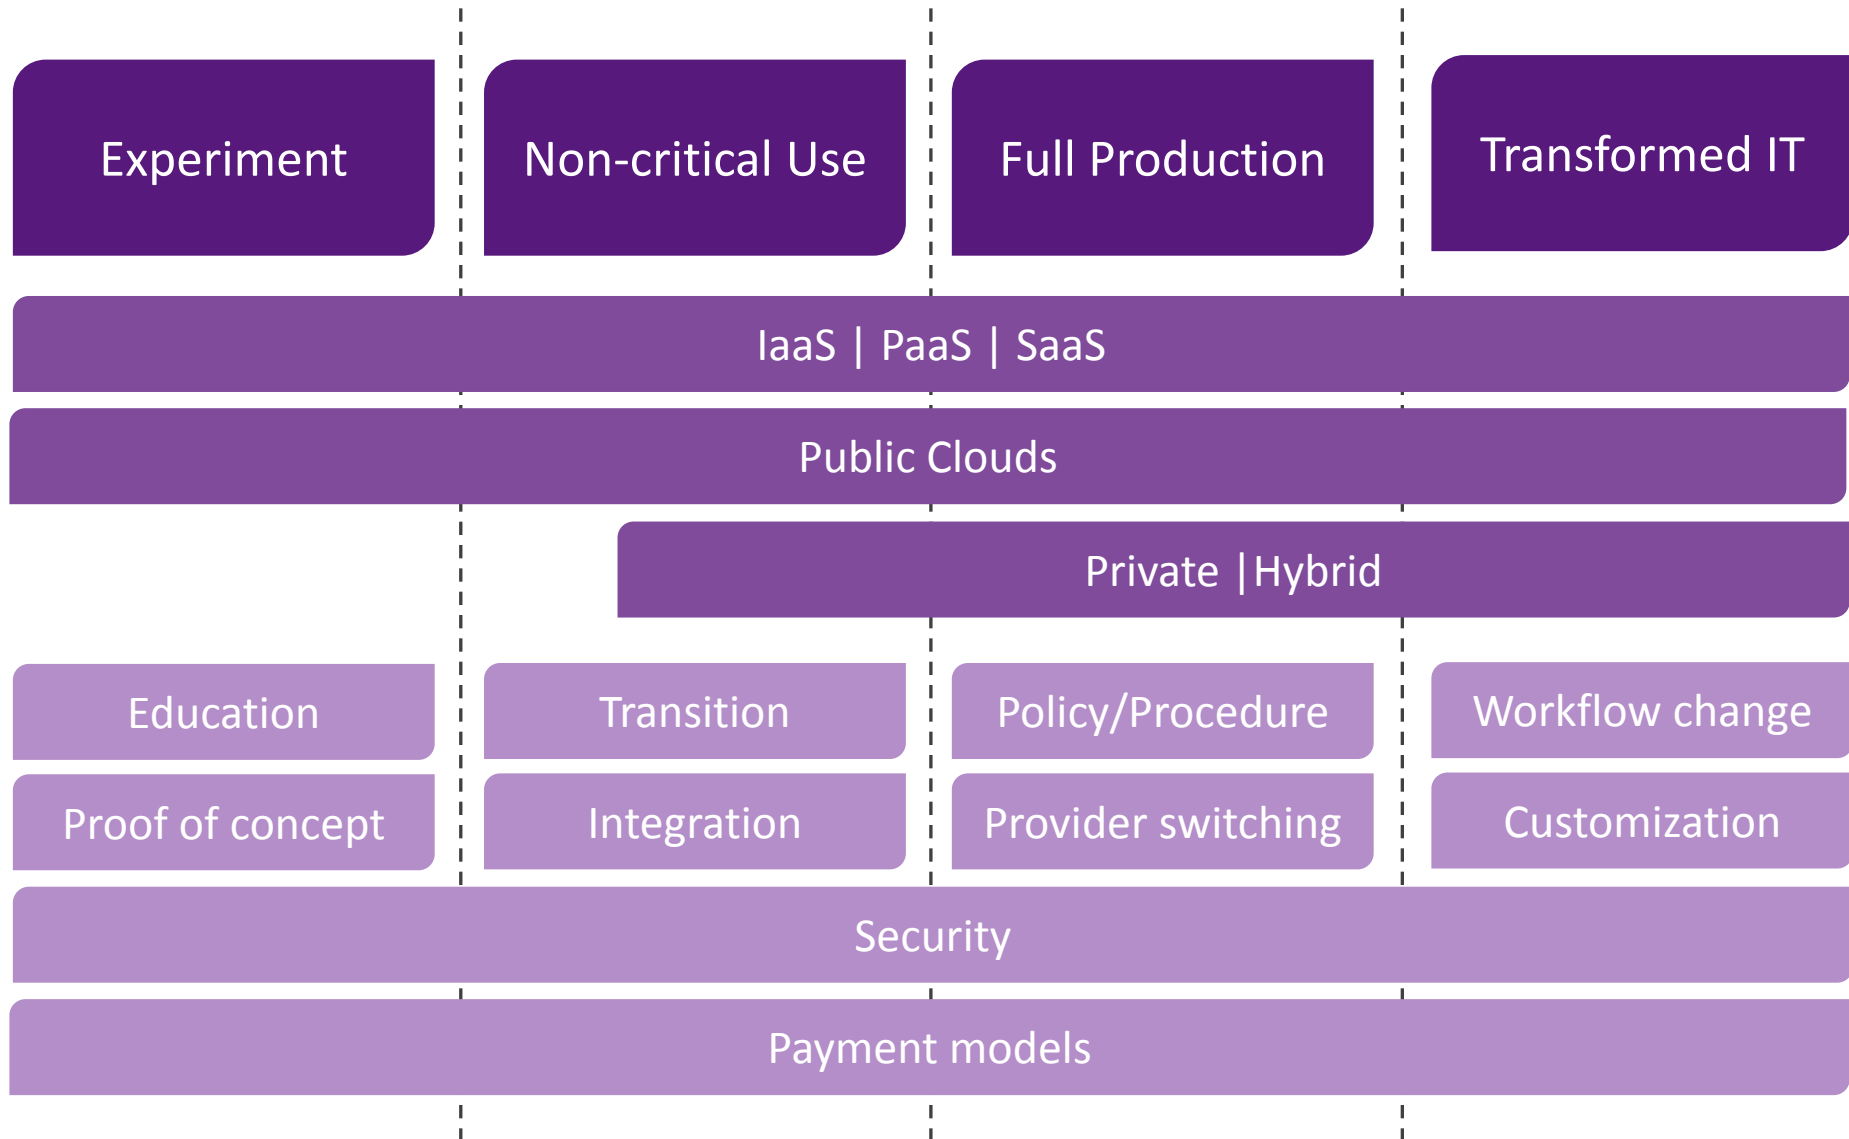 Experiment
Non-critical Use
Full Production
Transformed IT
IaaS | PaaS | SaaS
Public Clouds
Private |Hybrid
Education
Transition
Policy/Procedure
Workflow change
Proof of concept
Integration
Provider switching
Customization
Security
Payment models